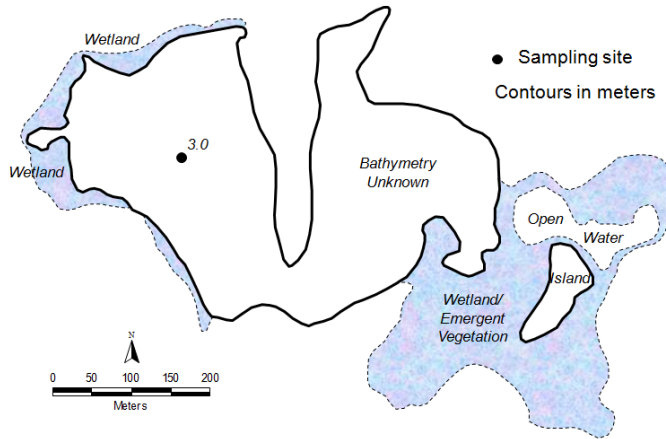 Wetland
Sampling site
Contours in meters
3.0
Wetland
Bathymetry
Unknown
Open
Water
Island
Wetland/
Emergent
Vegetation
N
0 50 100 150 200
Meters